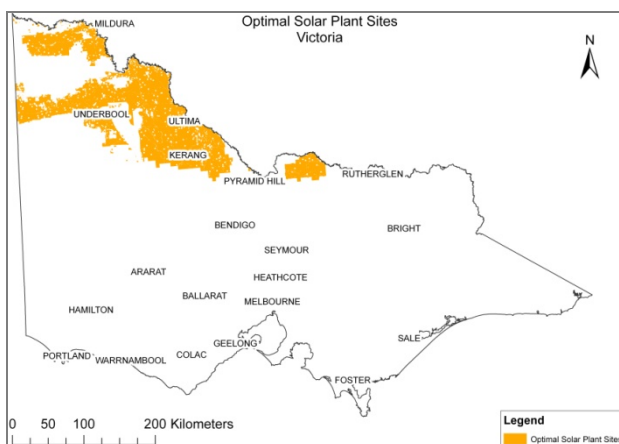 Optimal Solar Plant Sites
Victoria
MILDURA
N
UNDERBOOL
ULTIMA
KERANG
PYRAMID HILL
RUTHERGLEN
BENDIGO
BRIGHT
SEYMOUR
ARARAT
HEATHCOTE
BALLARAT
MELBOURNE
HAMILTON
GEELONG
SALE
PORTLAND
WARRNAMBOOL
COLAC
FOSTER
0 50 100 200 Kilometers
Legend
Optimal Solar Plant Sites